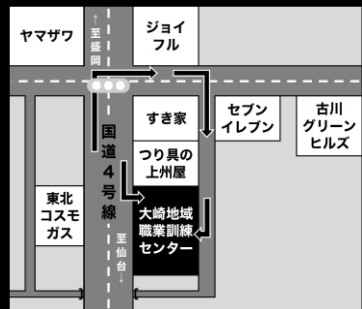 ヤマザワ
←至盛岡
ジョイ
フル
国道4号線
すき家
セブン
イレブン
古川
グリーン
ヒルズ
つり具の
上州屋
東北
コスモ
ガス
大崎地域
職業訓練
センター
至仙台→